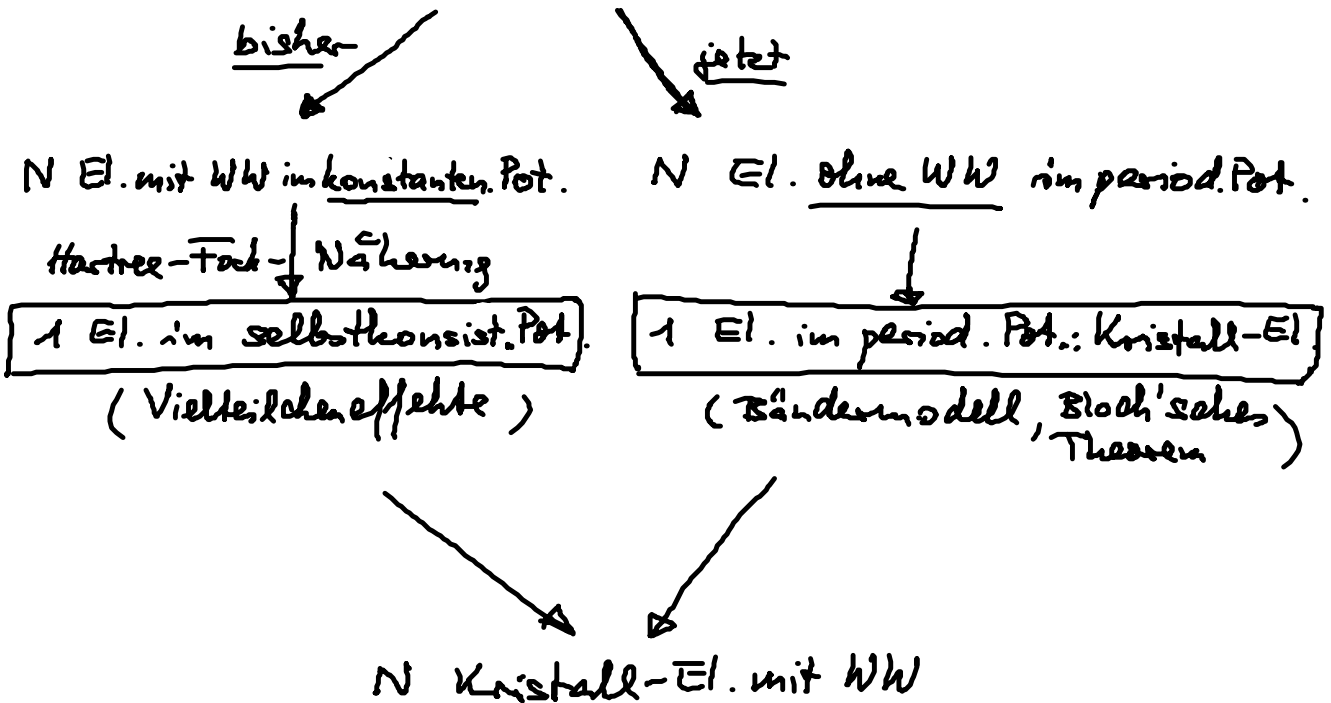 bisher
jetzt
N El. mit WW im konstanten Pot.
N El. ohne WW im period. Pot.
Hartree-Fock-Näherung
1 El. im selbstkonsist. Pot.
1 El. im period. Pot.: Kristall-El.
(Vielteilcheneffekte)
(Bändermodell, Bloch'sches
Theorem)
N Kristall-El. mit WW